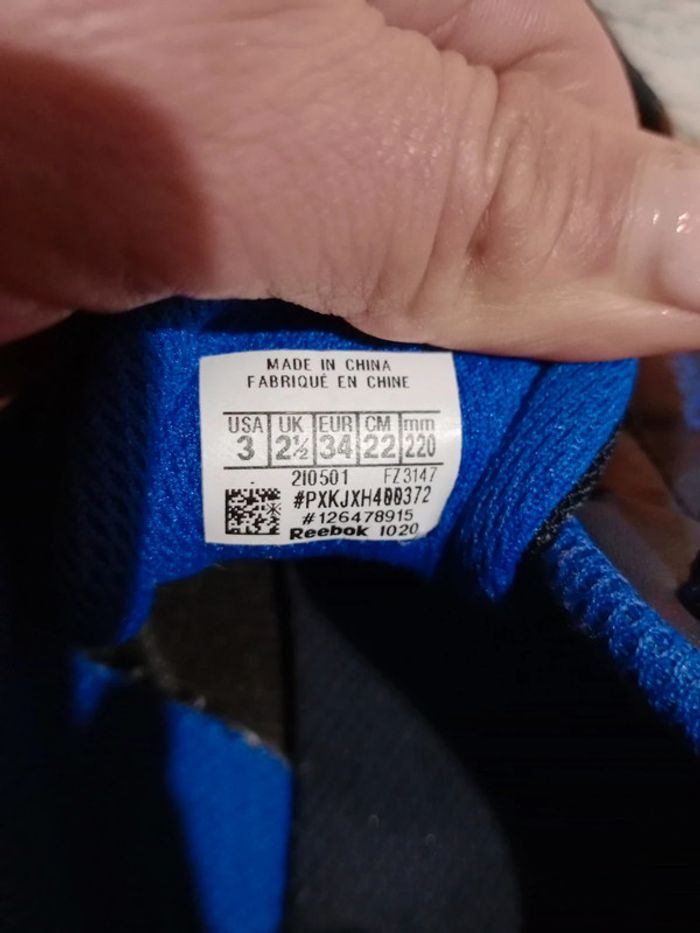 MADE IN CHINA
FABRIQUÉ EN CHINE
USA UK EUR CM mm
3 2½ 34 22 220
210501 FZ3147
#PXKJXH400372
#126478915
Reebok 1020